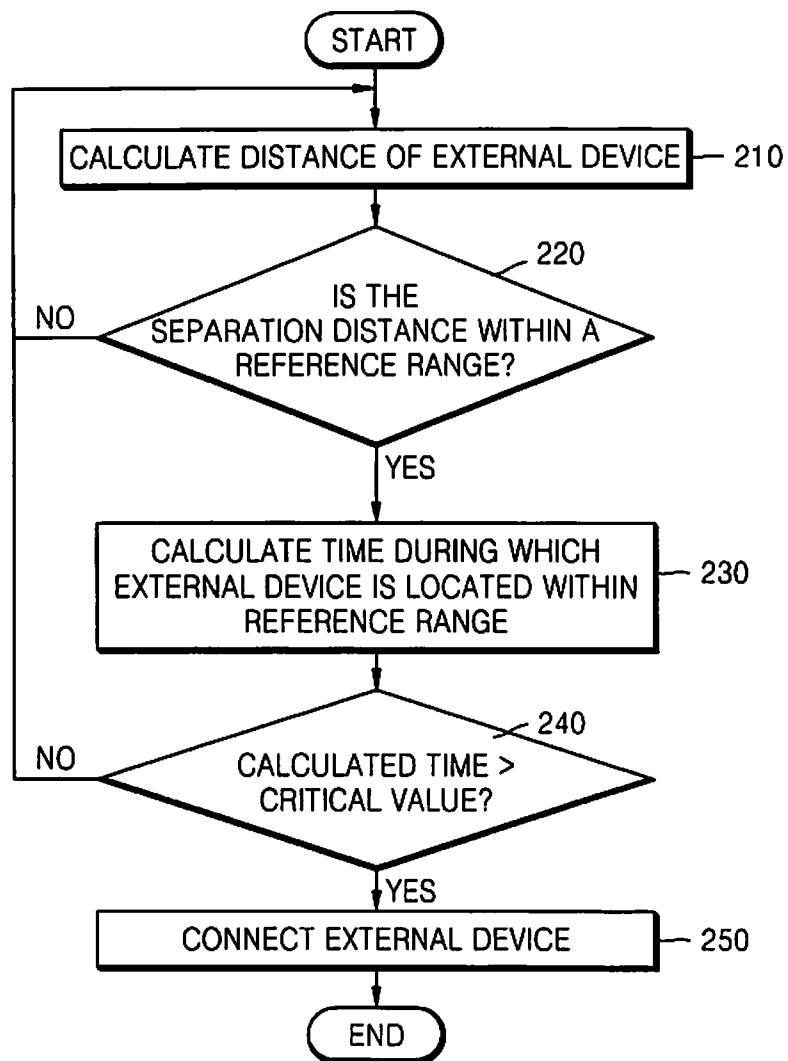 START
CALCULATE DISTANCE OF EXTERNAL DEVICE
210
220
IS THE
SEPARATION DISTANCE WITHIN A
REFERENCE RANGE?
NO
YES
CALCULATE TIME DURING WHICH
EXTERNAL DEVICE IS LOCATED WITHIN
REFERENCE RANGE
230
240
NO
CALCULATED TIME >
CRITICAL VALUE?
YES
CONNECT EXTERNAL DEVICE
250
END